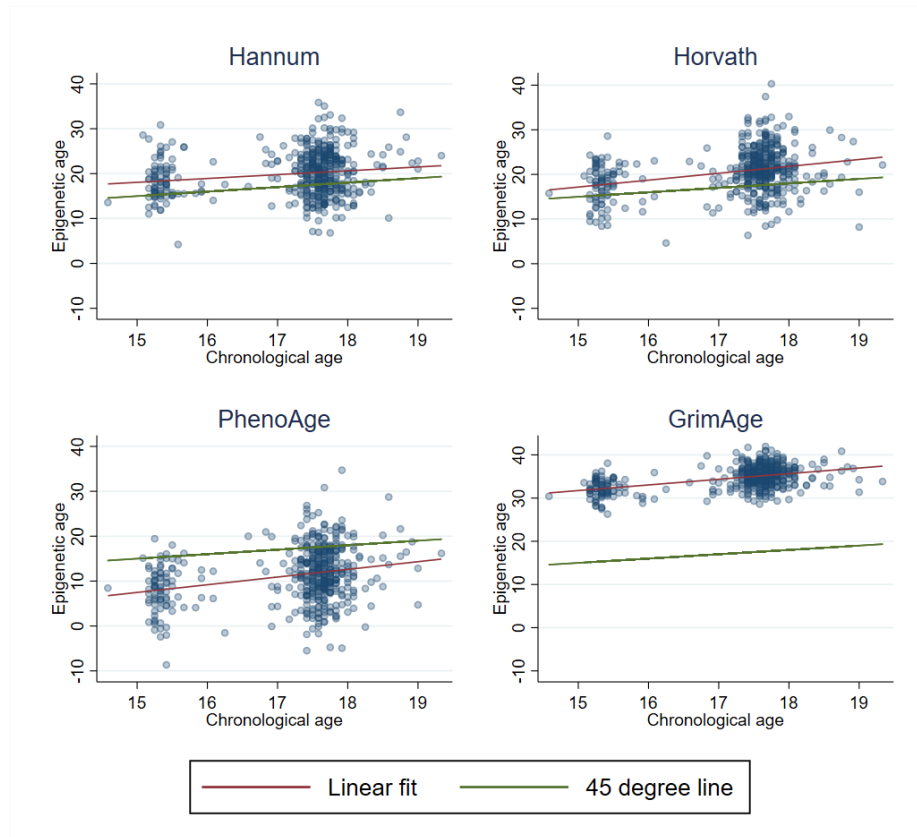 Hannum
Horvath
Epigenetic age
40
30
20
10
0
-10
15 16 17 18 19
Chronological age
Epigenetic age
40
30
20
10
0
-10
15 16 17 18 19
Chronological age
PhenoAge
GrimAge
Epigenetic age
40
30
20
10
0
-10
15 16 17 18 19
Chronological age
Epigenetic age
40
30
20
10
0
-10
15 16 17 18 19
Chronological age
Linear fit 45 degree line